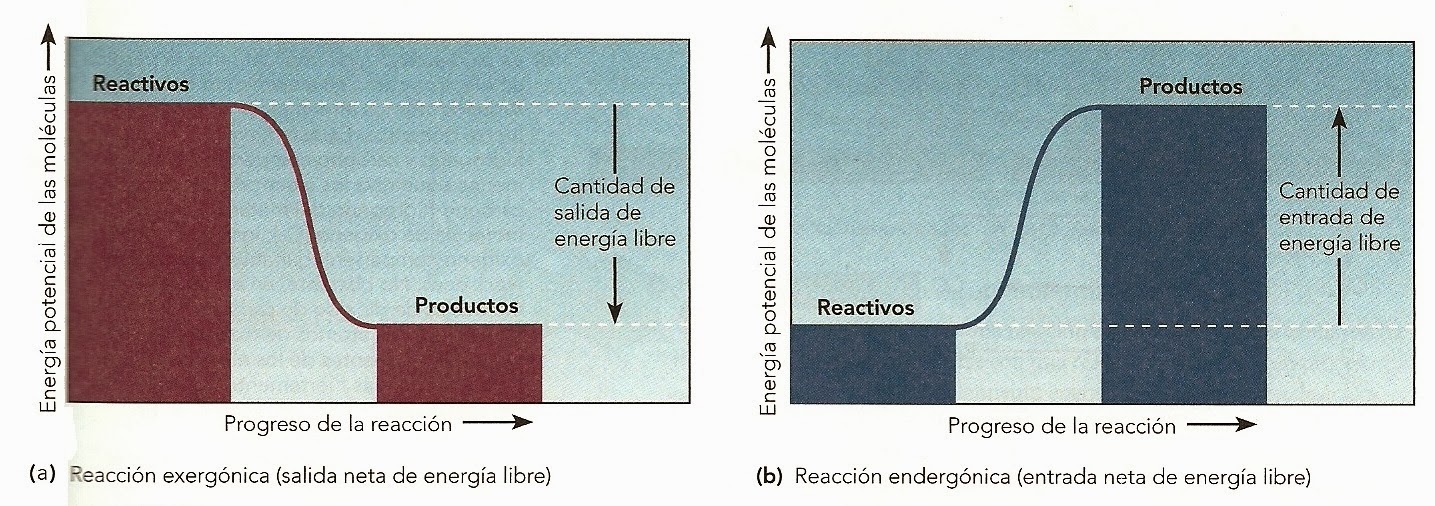 Energía potencial de las moléculas
Reactivos
Cantidad de
salida de
energía libre
Productos
Progreso de la reacción
(a) Reacción exergónica (salida neta de energía libre)
Energía potencial de las moléculas
Productos
Cantidad de
entrada de
energía libre
Reactivos
Progreso de la reacción
(b) Reacción endergónica (entrada neta de energía libre)